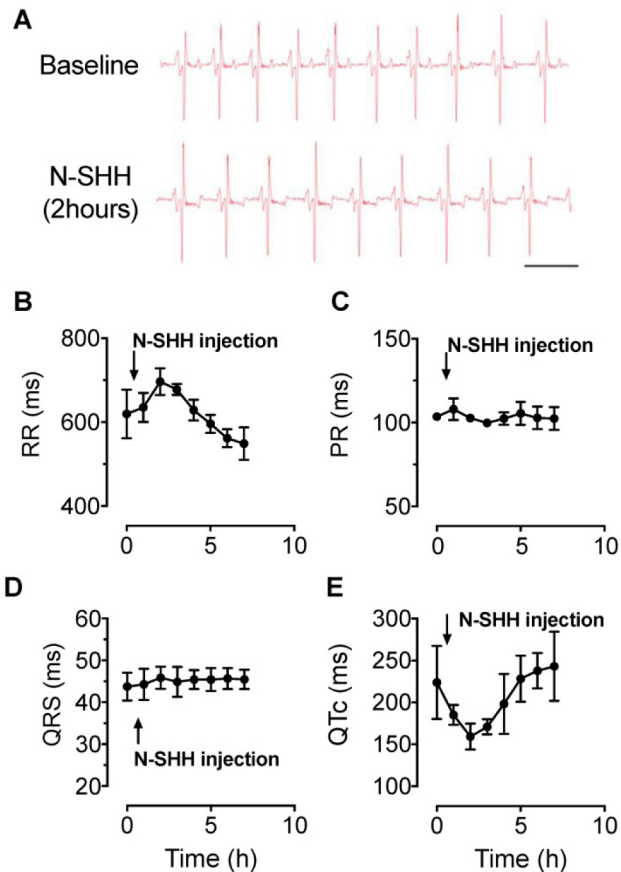 A
Baseline
N-SHH
(2hours)
B
N-SHH injection
RR (ms)
800
600
400
0 5 10
C
N-SHH injection
PR (ms)
150
100
50
0 5 10
D
QRS (ms)
60
50
40
30
20
N-SHH injection
0 5 10
Time (h)
E
N-SHH injection
QTc (ms)
300
250
200
150
100
0 5 10
Time (h)